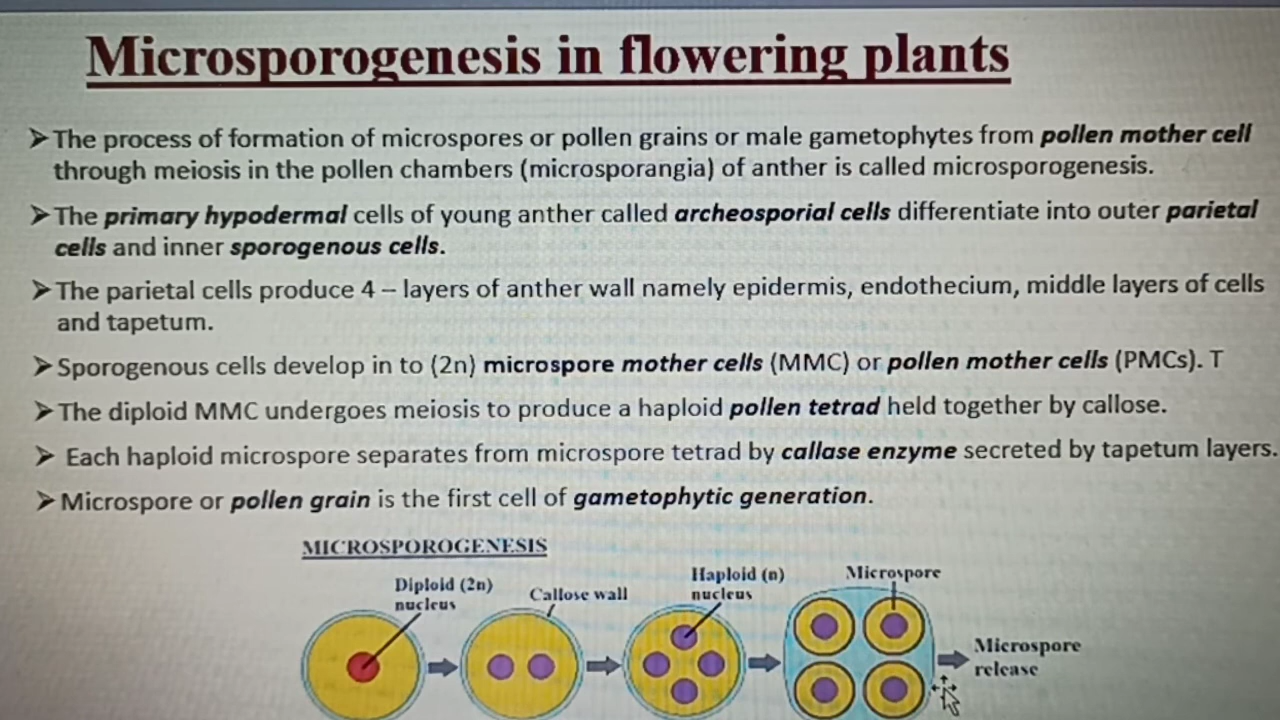 Microsporogenesis in flowering plants
➤The process of formation of microspores or pollen grains or male gametophytes from pollen mother cell
through meiosis in the pollen chambers (microsporangia) of anther is called microsporogenesis.
➤The primary hypodermal cells of young anther called archeosporial cells differentiate into outer parietal
cells and inner sporogenous cells.
➤The parietal cells produce 4 – layers of anther wall namely epidermis, endothecium, middle layers of cells
and tapetum.
➤Sporogenous cells develop in to (2n) microspore mother cells (MMC) or pollen mother cells (PMCs). T
➤The diploid MMC undergoes meiosis to produce a haploid pollen tetrad held together by callose.
➤ Each haploid microspore separates from microspore tetrad by callase enzyme secreted by tapetum layers.
➤Microspore or pollen grain is the first cell of gametophytic generation.
MICROSPOROGENESIS
Diploid (2n)
nucleus
Callose wall
Haploid (n)
nucleus
Microspore
Microspore
release